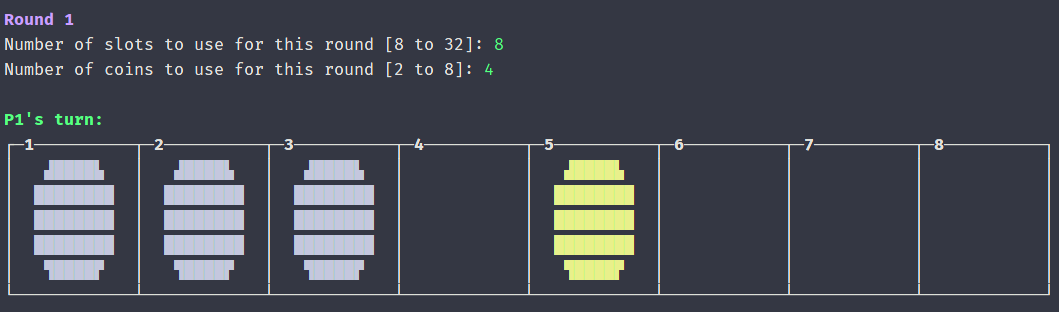 Round 1
Number of slots to use for this round [8 to 32]: 8
Number of coins to use for this round [2 to 8]: 4
P1's turn:
1 2 3 4 5 6 7 8